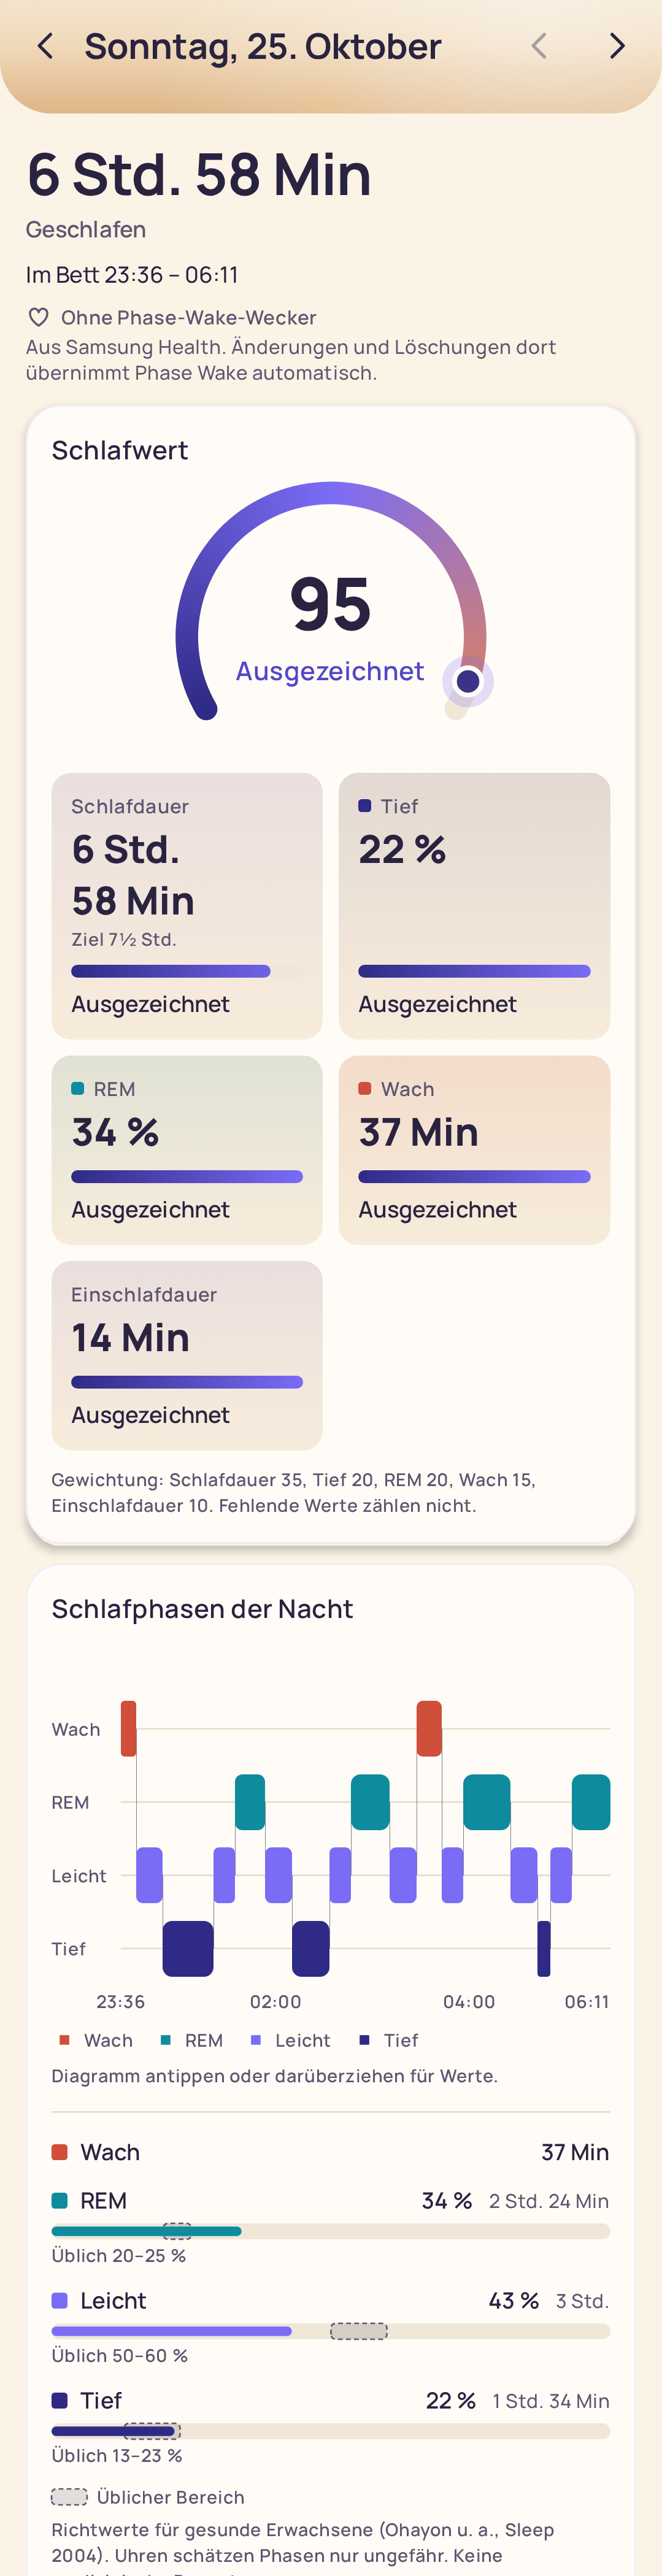 Sonntag, 25. Oktober
6 Std. 58 Min
Geschlafen
Im Bett 23:36 – 06:11
Ohne Phase-Wake-Wecker
Aus Samsung Health. Änderungen und Löschungen dort
übernimmt Phase Wake automatisch.
Schlafwert
95
Ausgezeichnet
Schlafdauer
6 Std.
58 Min
Ziel 7½ Std.
Ausgezeichnet
Tief
22 %
Ausgezeichnet
REM
34 %
Ausgezeichnet
Wach
37 Min
Ausgezeichnet
Einschlafdauer
14 Min
Ausgezeichnet
Gewichtung: Schlafdauer 35, Tief 20, REM 20, Wach 15,
Einschlafdauer 10. Fehlende Werte zählen nicht.
Schlafphasen der Nacht
Wach
REM
Leicht
Tief
23:36 02:00 04:00 06:11
Wach REM Leicht Tief
Diagramm antippen oder darüberziehen für Werte.
Wach 37 Min
REM 34 % 2 Std. 24 Min
Üblich 20–25 %
Leicht 43 % 3 Std.
Üblich 50–60 %
Tief 22 % 1 Std. 34 Min
Üblich 13–23 %
Üblicher Bereich
Richtwerte für gesunde Erwachsene (Ohayon u. a., Sleep
2004). Uhren schätzen Phasen nur ungefähr. Keine